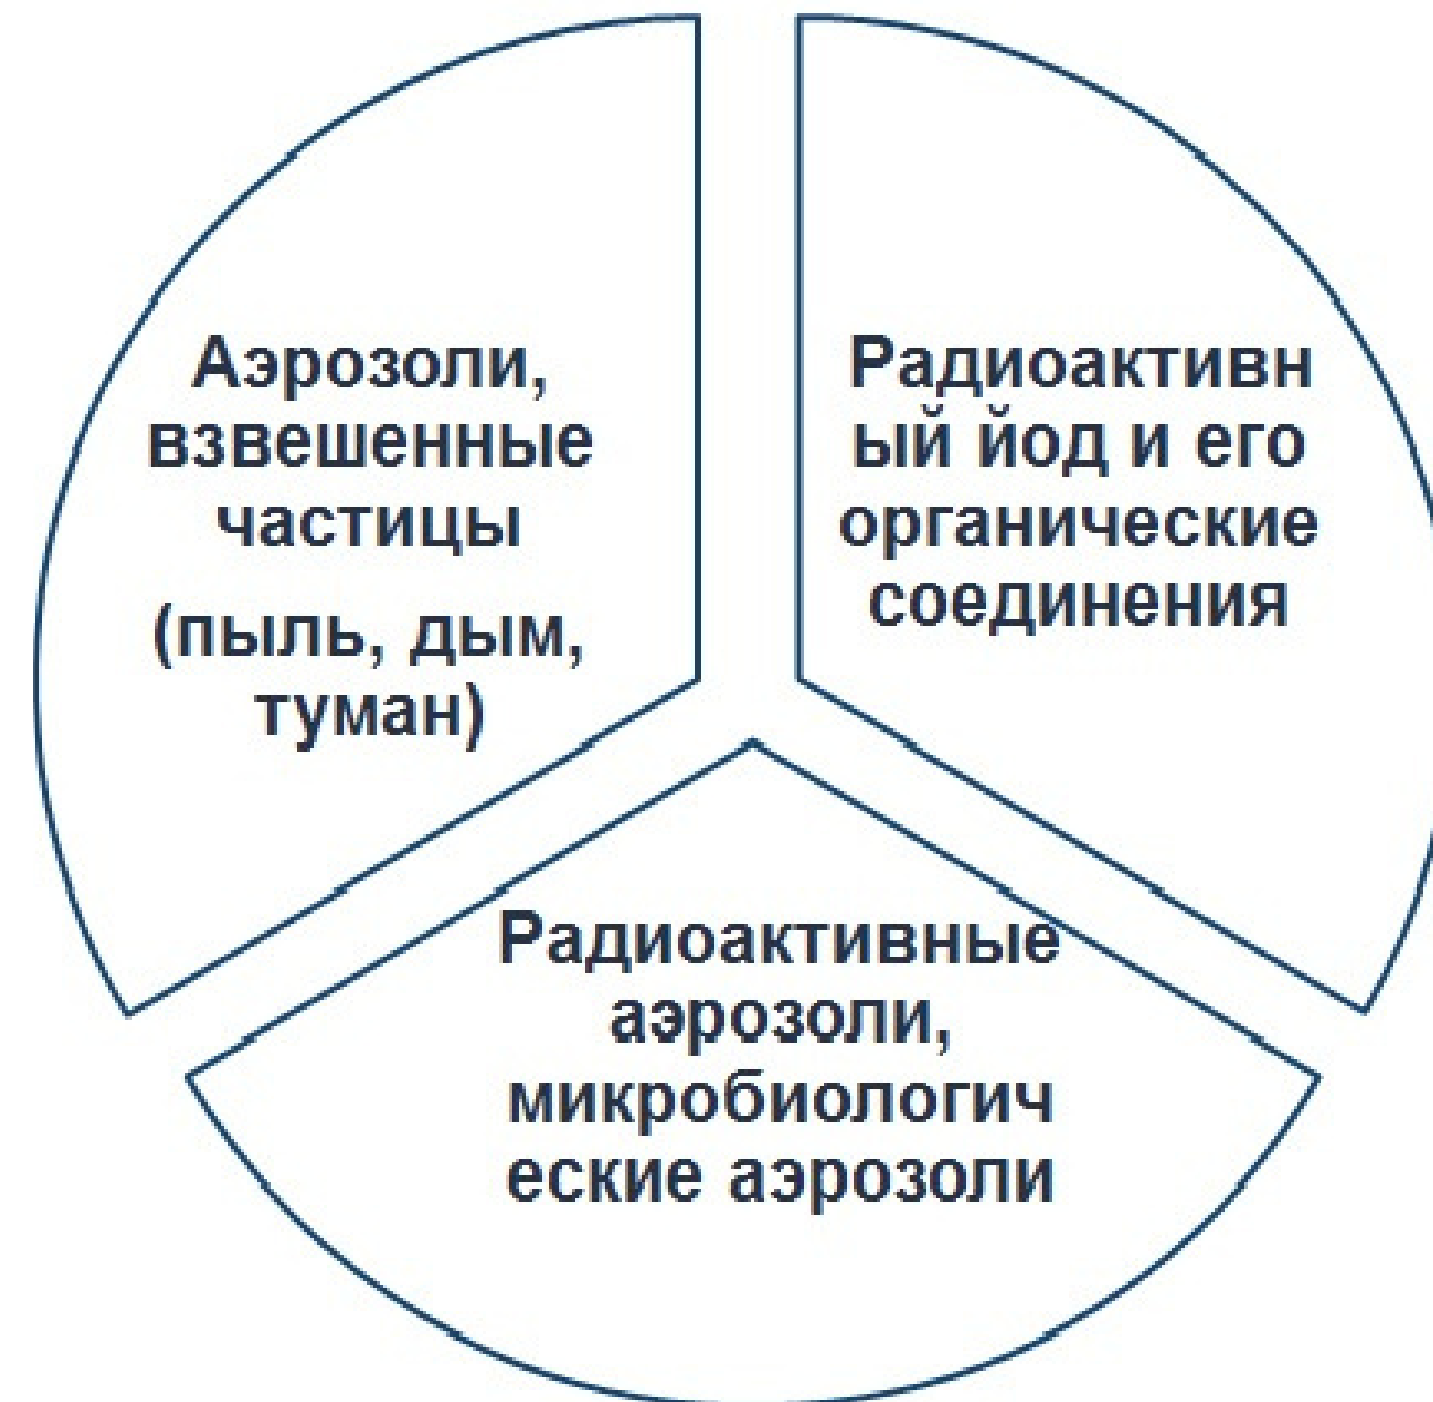 Аэрозоли,
взвешенные
частицы
(пыль, дым,
туман)
Радиоактивн
ый йод и его
органические
соединения
Радиоактивные
аэрозоли,
микробиологич
еские аэрозоли